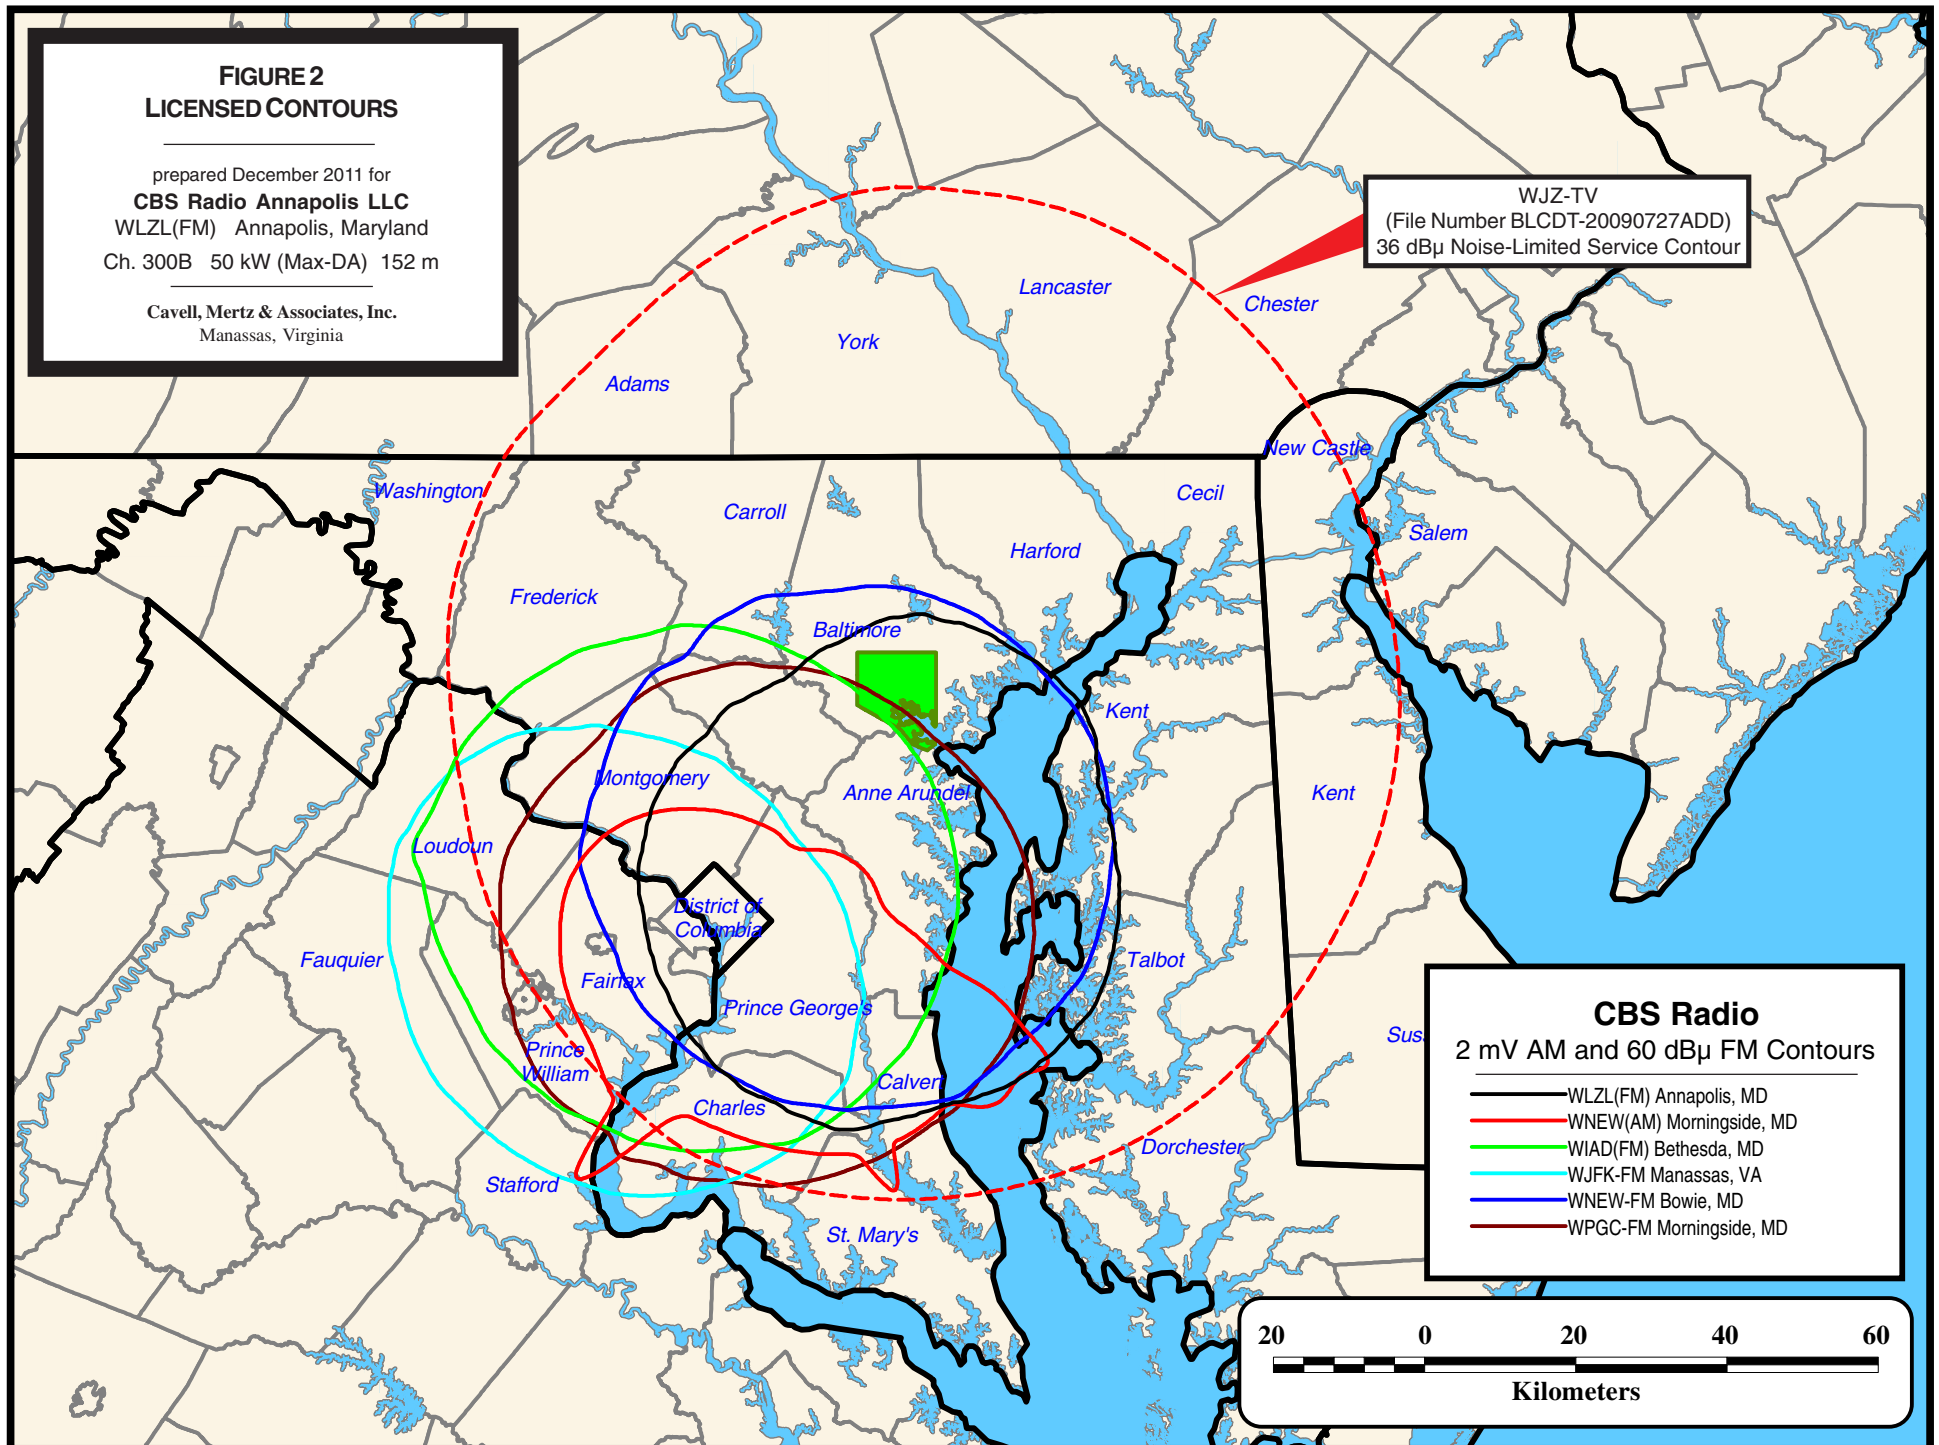 FIGURE 2
LICENSED CONTOURS
prepared December 2011 for
CBS Radio Annapolis LLC
WLZL(FM) Annapolis, Maryland
Ch. 300B 50 kW (Max-DA) 152 m
Cavell, Mertz & Associates, Inc.
Manassas, Virginia
WJZ-TV
(File Number BLCDT-20090727ADD)
36 dBµ Noise-Limited Service Contour
Lancaster
Chester
York
Adams
New Castle
Washington
Cecil
Carroll
Salem
Harford
Frederick
Baltimore
Kent
Montgomery
Anne Arundel
Kent
Loudoun
District of
Columbia
Fauquier
Talbot
Fairfax
Prince George's
Sus
Prince
William
Calver
Charles
Dorchester
Stafford
St. Mary's
CBS Radio
2 mV AM and 60 dBµ FM Contours
WLZL(FM) Annapolis, MD
WNEW(AM) Morningside, MD
WIAD(FM) Bethesda, MD
WJFK-FM Manassas, VA
WNEW-FM Bowie, MD
WPGC-FM Morningside, MD
20 0 20 40 60
Kilometers